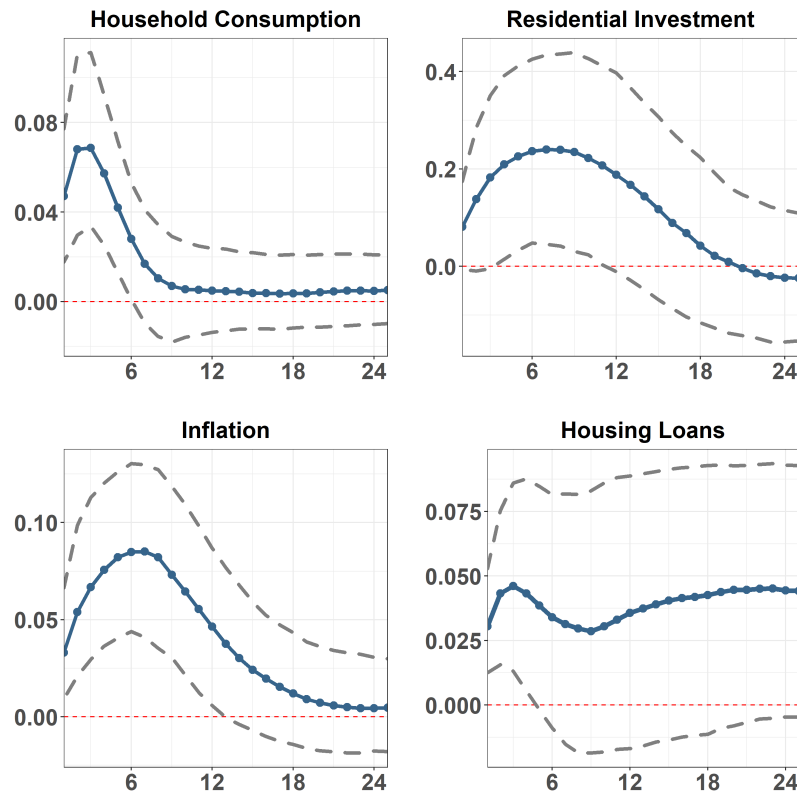 Household Consumption
0.08
0.04
0.00
6 12 18 24
Residential Investment
0.4
0.2
0.0
6 12 18 24
Inflation
0.10
0.05
0.00
6 12 18 24
Housing Loans
0.075
0.050
0.025
0.000
6 12 18 24